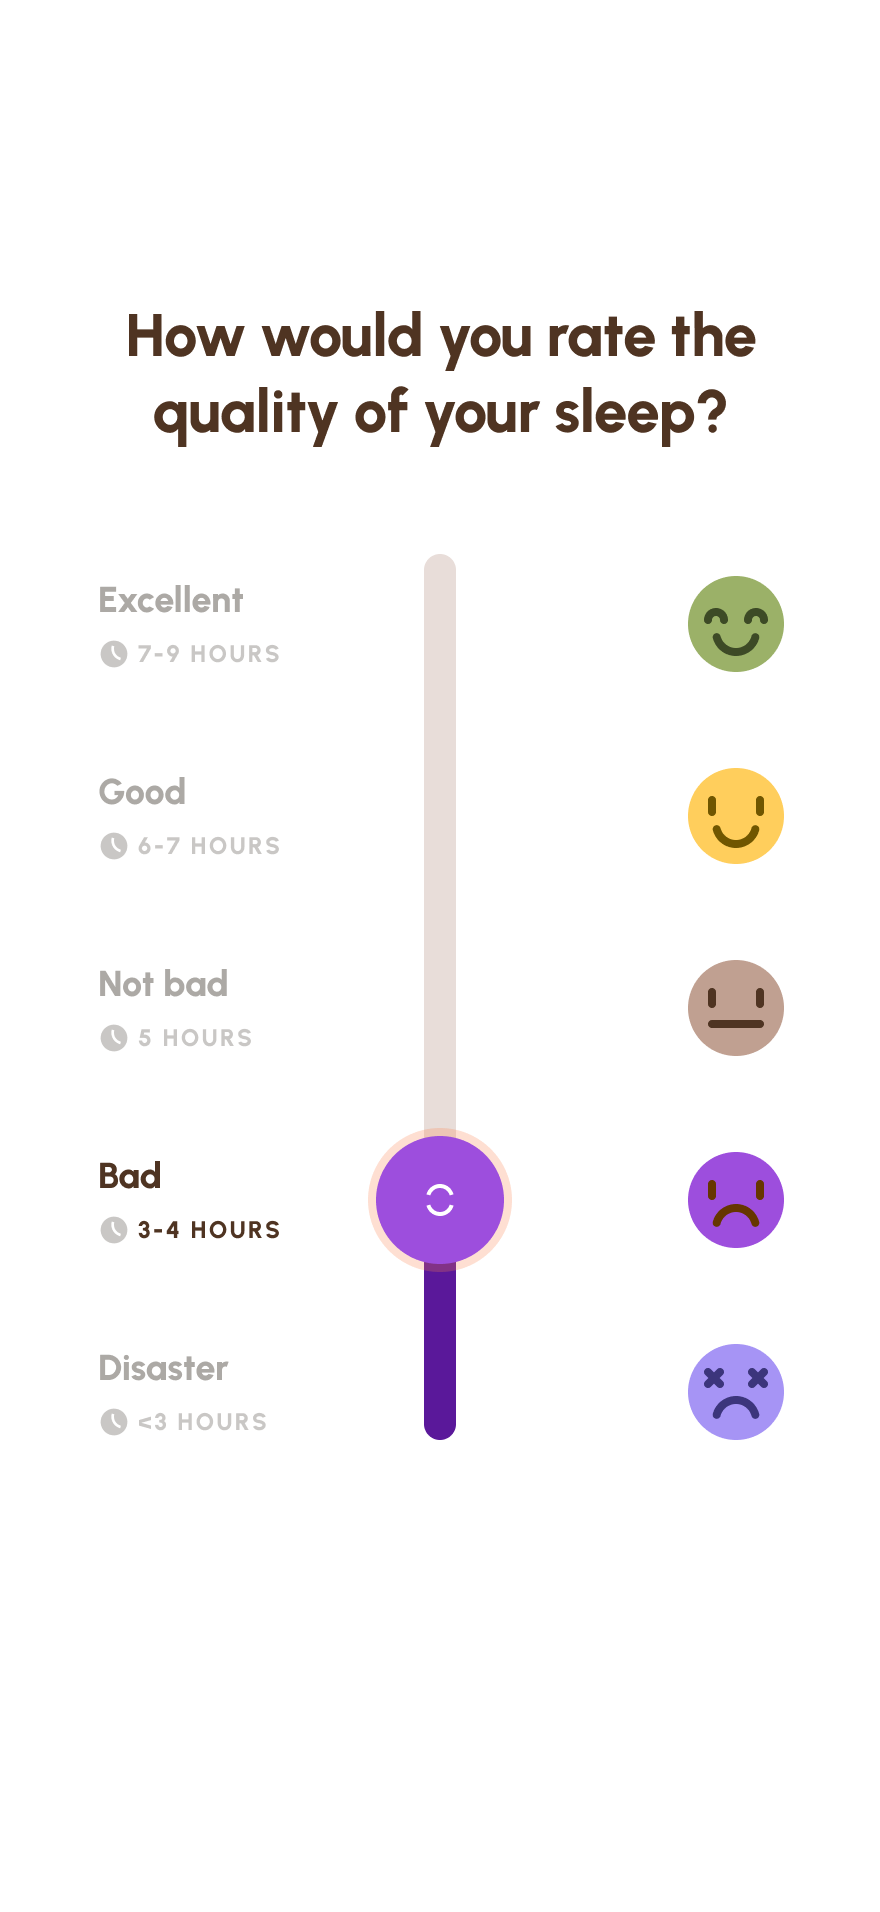 How would you rate the
quality of your sleep?
Excellent
7-9 HOURS
Good
6-7 HOURS
Not bad
5 HOURS
Bad
3-4 HOURS
Disaster
<3 HOURS